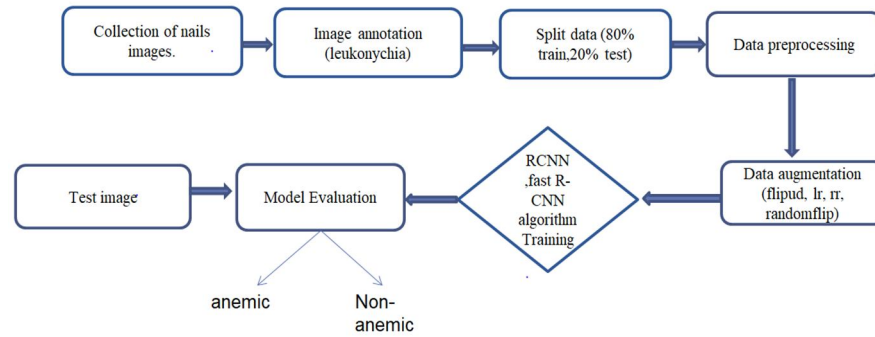 Collection of nails
images.
Image annotation
(leukonychia)
Split data (80%
train,20% test)
Data preprocessing
Data augmentation
(flipud, lr, rr,
randomflip)
RCNN
,fast R-
CNN
algorithm
Training
Model Evaluation
Test image
anemic
Non-
anemic